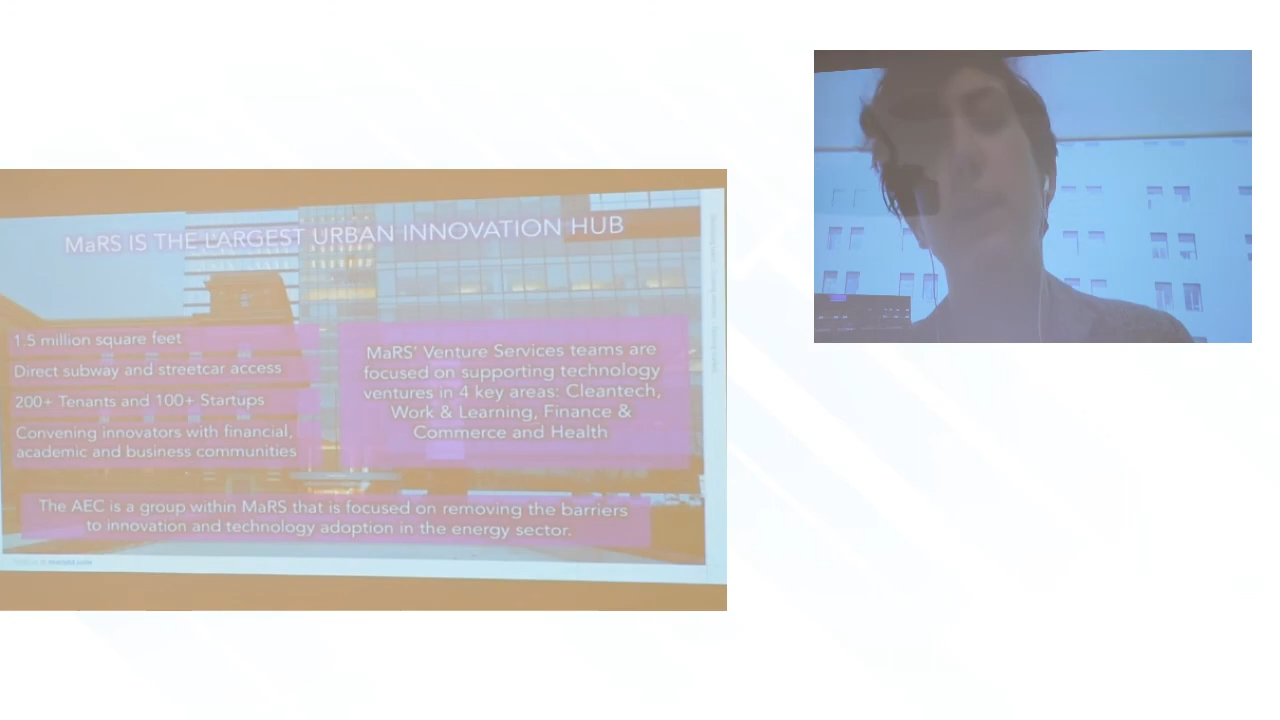 MaRS IS THE LARGEST URBAN INNOVATION HUB
1.5 million square feet
Direct subway and streetcar access
200+ Tenants and 100+ Startups
Convening innovators with financial,
academic and business communities
MaRS' Venture Services teams are
focused on supporting technology
ventures in 4 key areas: Cleantech,
Work & Learning, Finance &
Commerce and Health
The AEC is a group within MaRS that is focused on removing the barriers
to innovation and technology adoption in the energy sector.